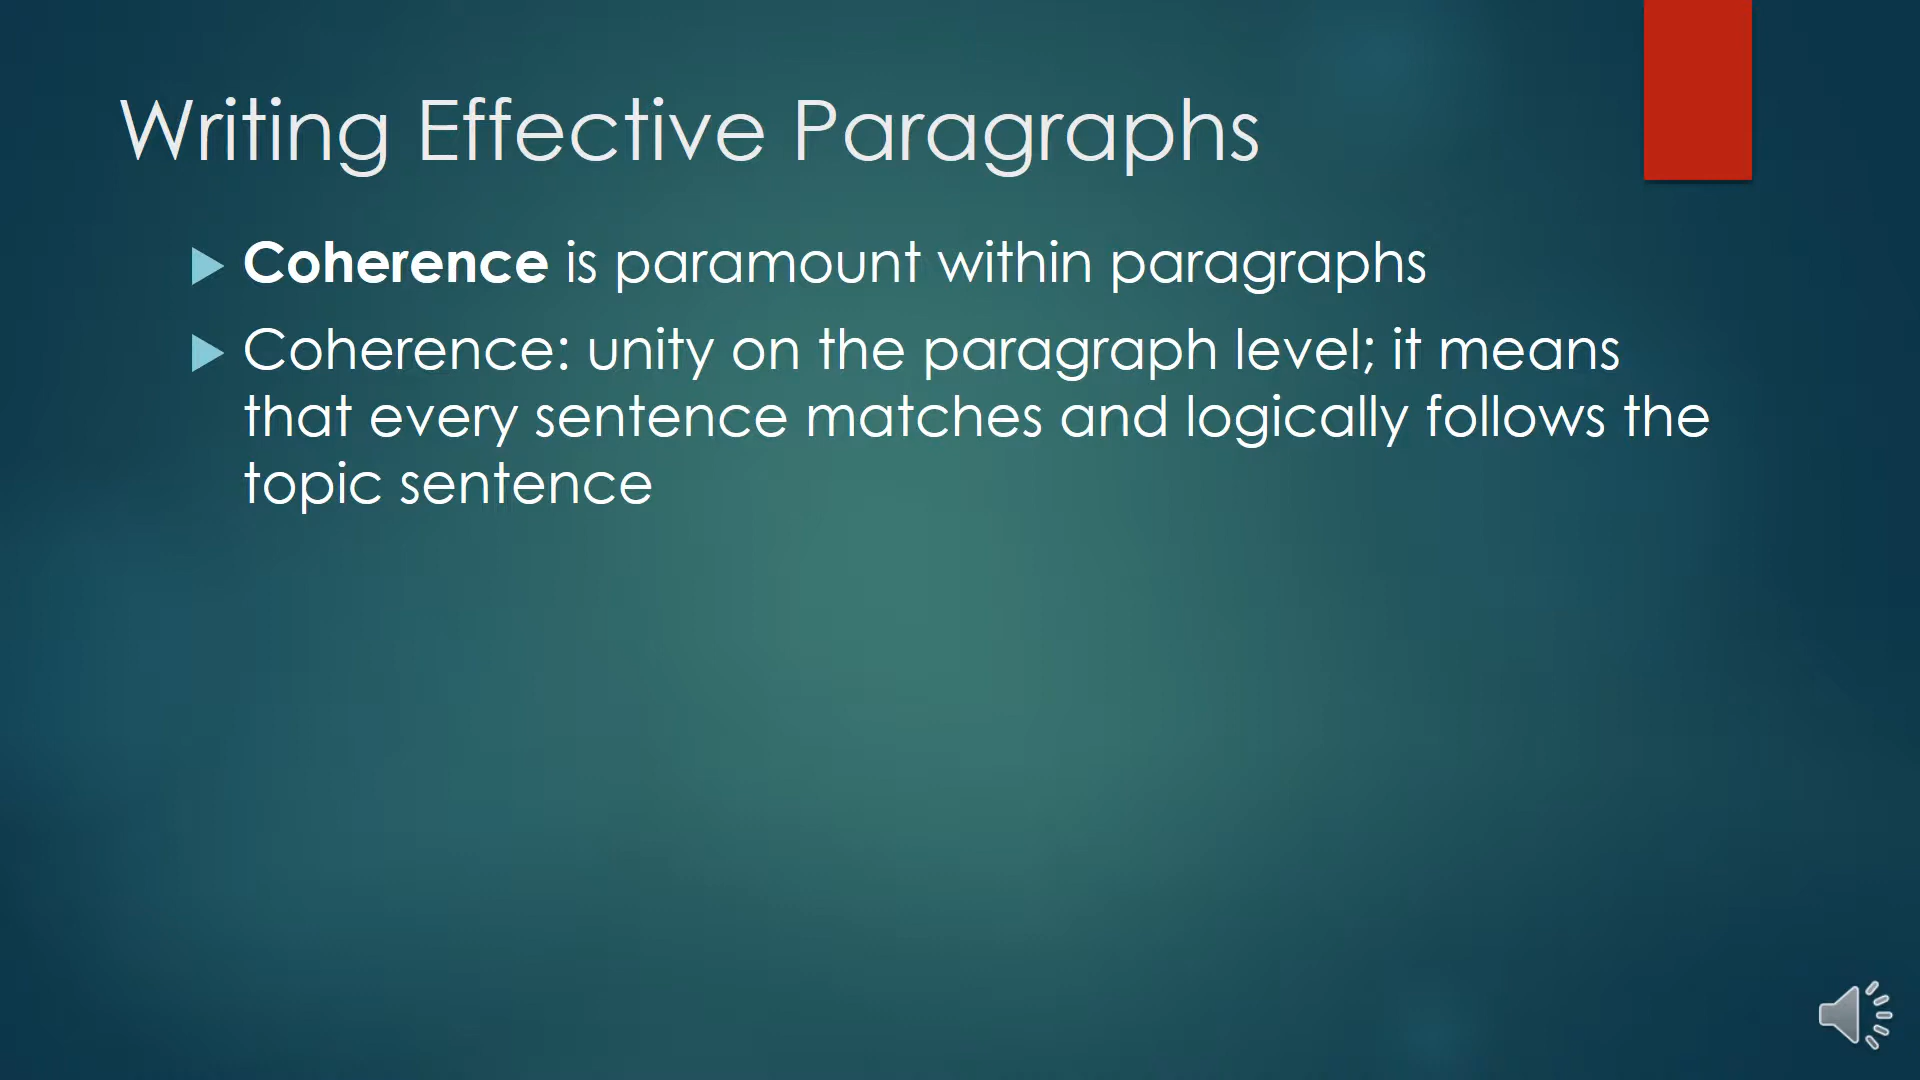 Writing Effective Paragraphs
Coherence is paramount within paragraphs
Coherence: unity on the paragraph level; it means
that every sentence matches and logically follows the
topic sentence